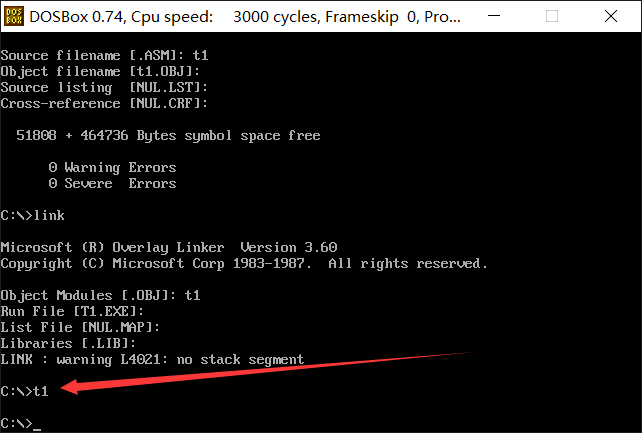 DOSBox 0.74, Cpu speed:    3000 cycles, Frameskip  0, Pro...
Source filename [.ASM]: t1
Object filename [t1.OBJ]:
Source listing  [NUL.LST]:
Cross-reference [NUL.CRF]:
  51808 + 464736 Bytes symbol space free
      0 Warning Errors
      0 Severe  Errors
C:\>link
Microsoft (R) Overlay Linker  Version 3.60
Copyright (C) Microsoft Corp 1983-1987.  All rights reserved.
Object Modules [.OBJ]: t1
Run File [T1.EXE]:
List File [NUL.MAP]:
Libraries [.LIB]:
LINK : warning L4021: no stack segment
C:\>t1
C:\>_